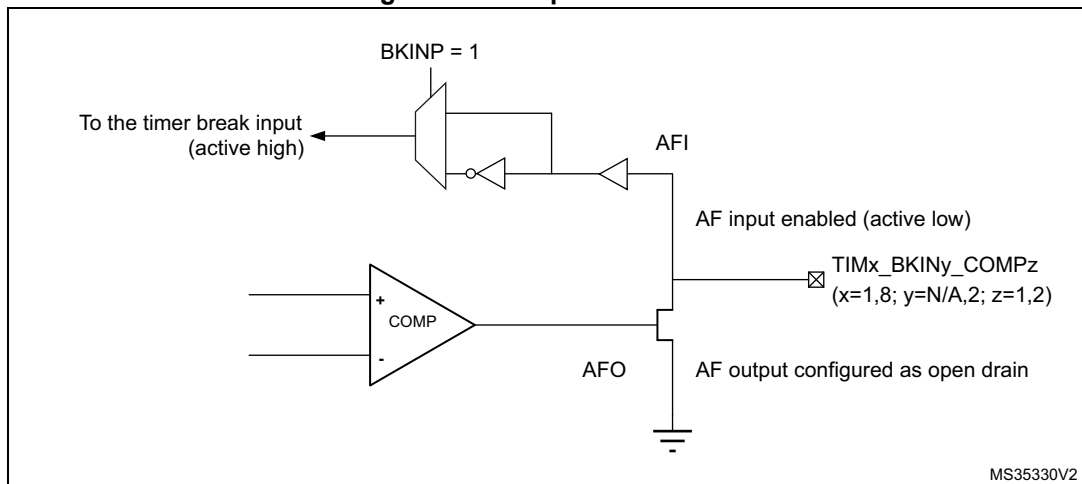 BKINP = 1
To the timer break input
(active high)
AFI
AF input enabled (active low)
TIMx_BKINy_COMPz
(x=1,8; y=N/A,2; z=1,2)
+
COMP
-
AFO
AF output configured as open drain
MS35330V2